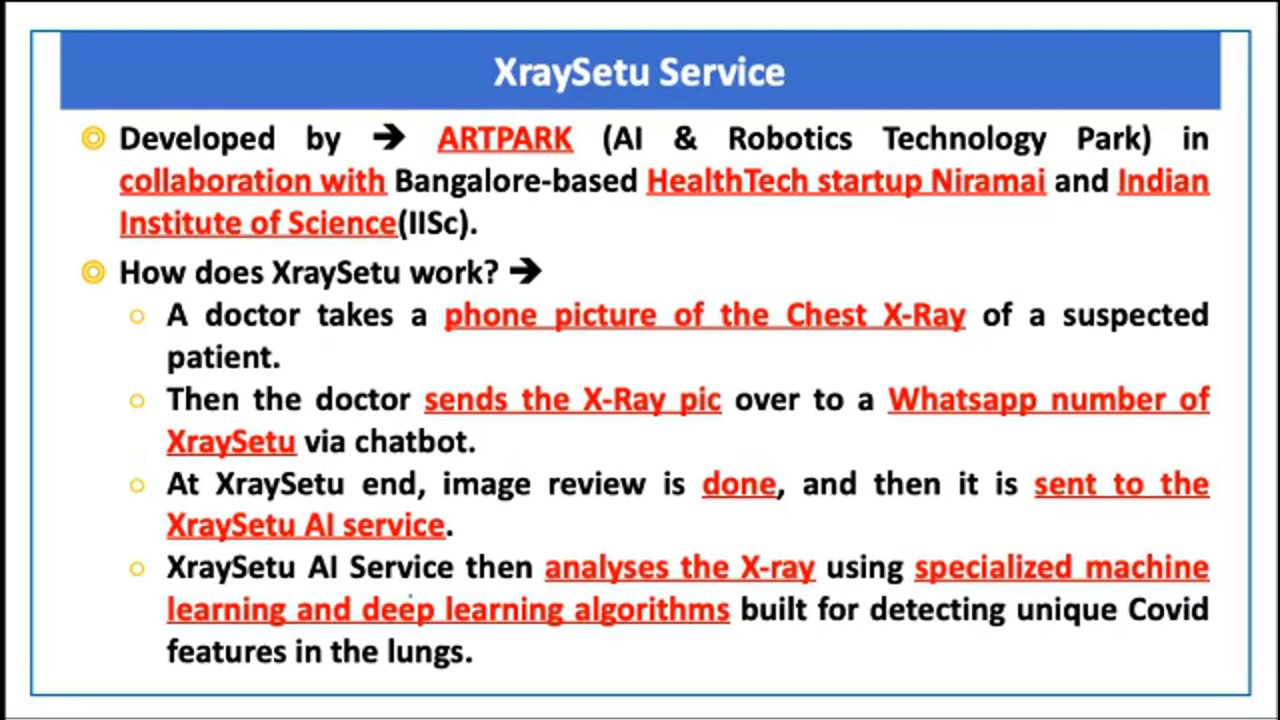 XraySetu Service
Developed by ➔ ARTPARK (AI & Robotics Technology Park) in
collaboration with Bangalore-based HealthTech startup Niramai and Indian
Institute of Science(IISc).
How does XraySetu work? ➔
A doctor takes a phone picture of the Chest X-Ray of a suspected
patient.
Then the doctor sends the X-Ray pic over to a Whatsapp number of
XraySetu via chatbot.
At XraySetu end, image review is done, and then it is sent to the
XraySetu AI service.
XraySetu AI Service then analyses the X-ray using specialized machine
learning and deep learning algorithms built for detecting unique Covid
features in the lungs.